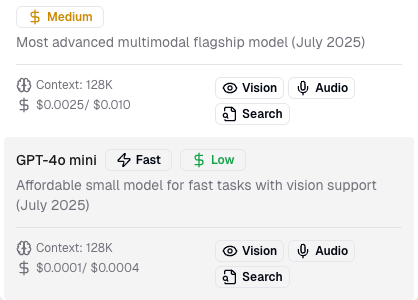 Medium
Most advanced multimodal flagship model (July 2025)
Context: 128K
Vision
Audio
$0.0025/ $0.010
Search
GPT-4o mini
Fast
Low
Affordable small model for fast tasks with vision support
(July 2025)
Context: 128K
Vision
Audio
$0.0001/ $0.0004
Search